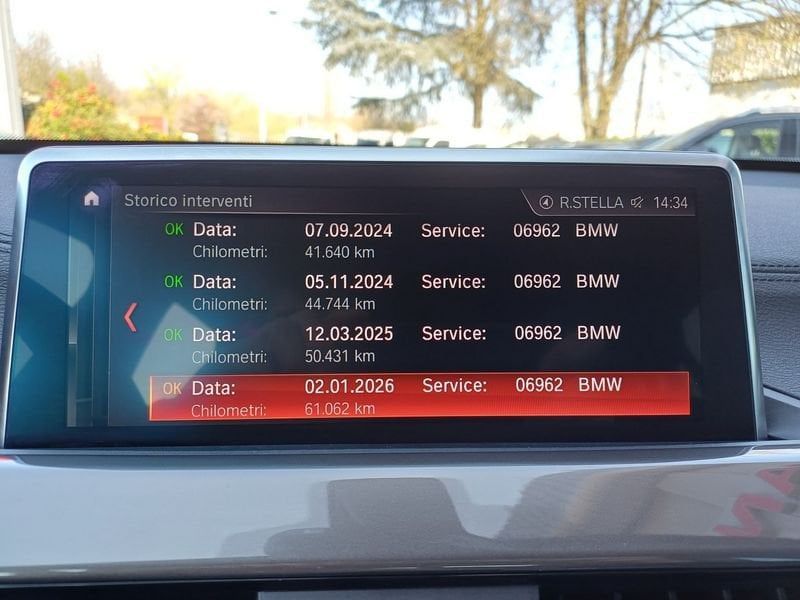 Storico interventi R.STELLA 14:34
OK Data: 07.09.2024 Service: 06962 BMW
Chilometri: 41.640 km
OK Data: 05.11.2024 Service: 06962 BMW
Chilometri: 44.744 km
OK Data: 12.03.2025 Service: 06962 BMW
Chilometri: 50.431 km
OK Data: 02.01.2026 Service: 06962 BMW
Chilometri: 61.062 km